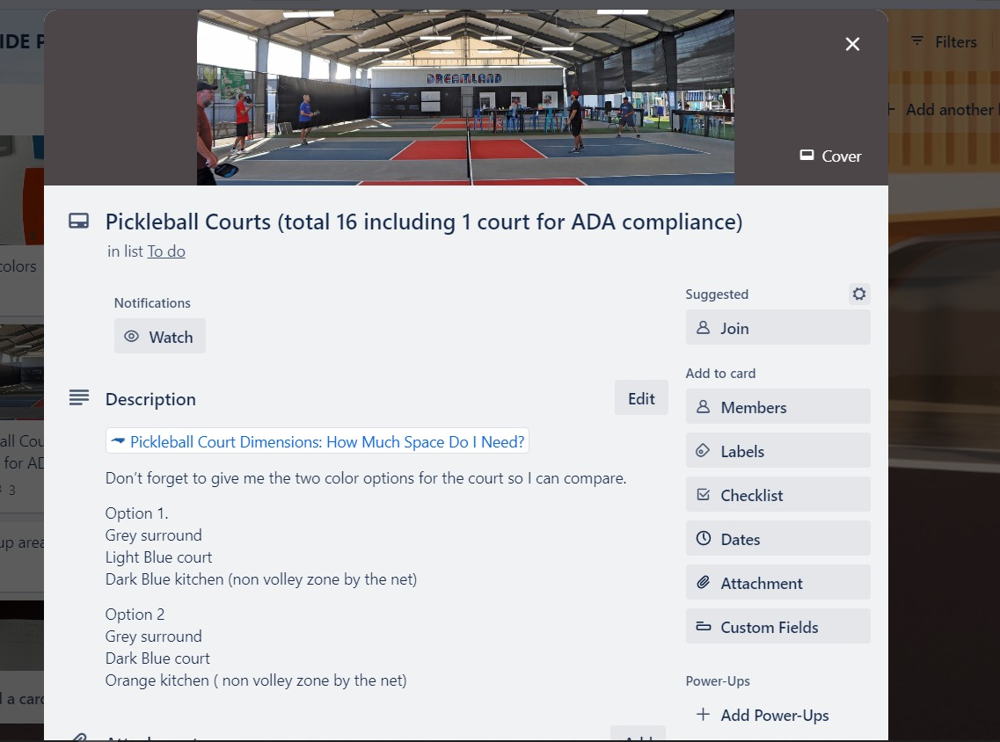 IDE
Filters
DREAMLAND
Add another
Cover
Pickleball Courts (total 16 including 1 court for ADA compliance)
in list To do
colors
Suggested
Notifications
Join
Watch
Add to card
Description
Edit
Members
Pickleball Court Dimensions: How Much Space Do I Need?
Labels
Don’t forget to give me the two color options for the court so I can compare.
Checklist
for AD
3
Option 1.
Grey surround
Dates
up area
Light Blue court
Dark Blue kitchen (non volley zone by the net)
Attachment
Option 2
Custom Fields
Grey surround
Dark Blue court
Orange kitchen ( non volley zone by the net)
Power-Ups
a card
Add Power-Ups